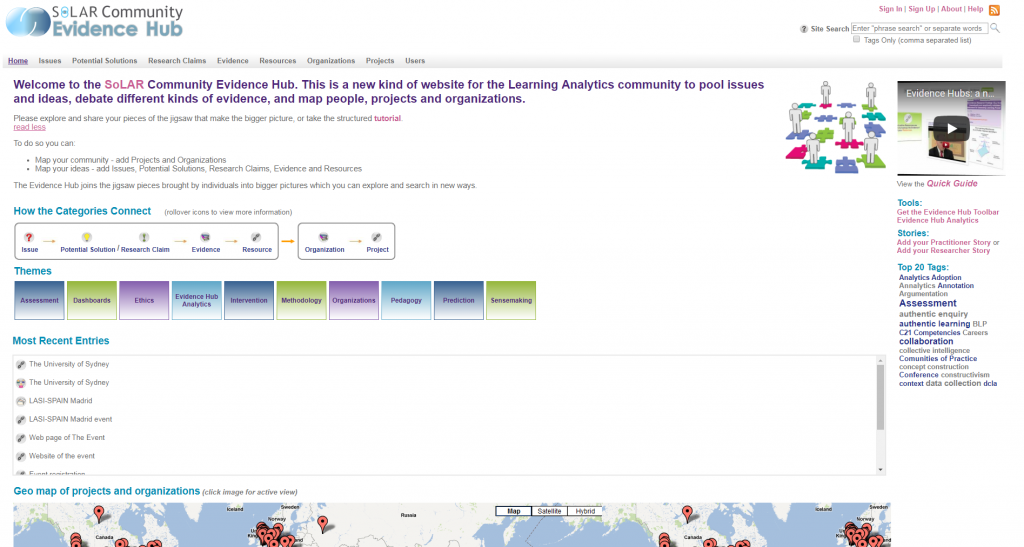 SOLAR Community
Evidence Hub
Sign In | Sign Up | About | Help
Site Search Enter "phrase search" or separate words
Tags Only (comma separated list)
Home Issues Potential Solutions Research Claims Evidence Resources Organizations Projects Users
Welcome to the SoLAR Community Evidence Hub. This is a new kind of website for the Learning Analytics community to pool issues
and ideas, debate different kinds of evidence, and map people, projects and organizations.
Please explore and share your pieces of the jigsaw that make the bigger picture, or take the structured tutorial.
read less
To do so you can:
Map your community - add Projects and Organizations
Map your ideas - add Issues, Potential Solutions, Research Claims, Evidence and Resources
The Evidence Hub joins the jigsaw pieces brought by individuals into bigger pictures which you can explore and search in new ways.
How the Categories Connect (rollover icons to view more information)
Issue Potential Solution / Research Claim Evidence Resource Organization Project
Themes
Assessment Dashboards Ethics Evidence Hub Analytics Intervention Methodology Organizations Pedagogy Prediction Sensemaking
Most Recent Entries
The University of Sydney
The University of Sydney
LASI-SPAIN Madrid
LASI-SPAIN Madrid event
Web page of The Event
Website of the event
Event registration
Geo map of projects and organizations (click image for active view)
Map Satellite Hybrid
Iceland Sweden Norway Russia Canada United Iceland Sweden Norway Canada
Evidence Hubs: a n...
View the Quick Guide
Tools:
Get the Evidence Hub Toolbar
Evidence Hub Analytics
Stories:
Add your Practitioner Story or
Add your Researcher Story
Top 20 Tags:
Analytics Adoption
Annalytics Annotation
Argumentation
Assessment
authentic enquiry
authentic learning BLP
C21 Competencies Careers
collaboration
collective intelligence
Comunities of Practice
concept construction
Conference constructivism
context data collection dcla